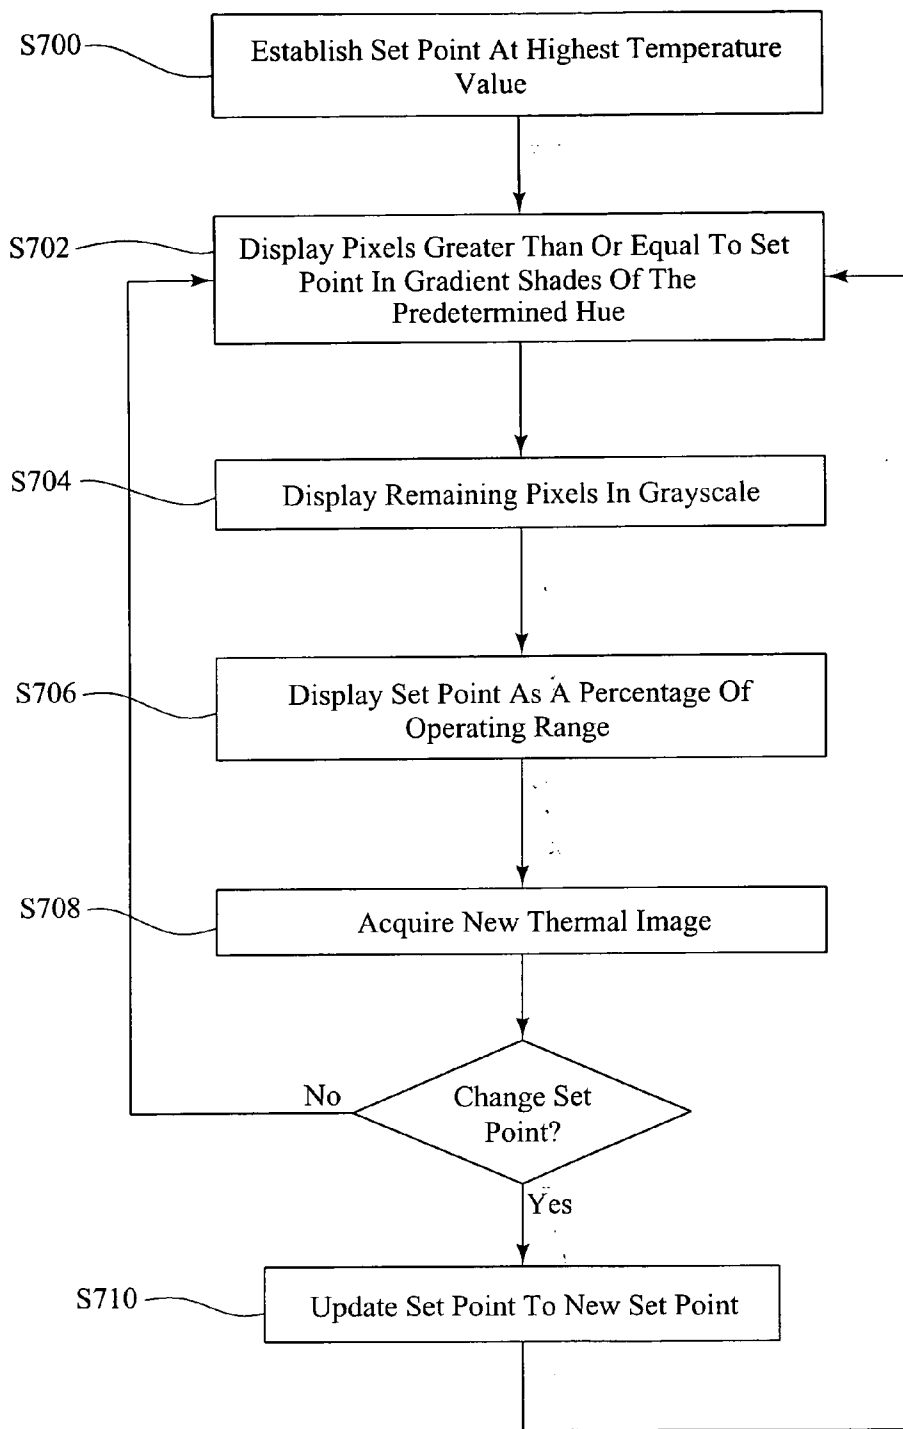 S700
Establish Set Point At Highest Temperature
Value
S702
Display Pixels Greater Than Or Equal To Set
Point In Gradient Shades Of The
Predetermined Hue
S704
Display Remaining Pixels In Grayscale
S706
Display Set Point As A Percentage Of
Operating Range
S708
Acquire New Thermal Image
No
Change Set
Point?
Yes
S710
Update Set Point To New Set Point